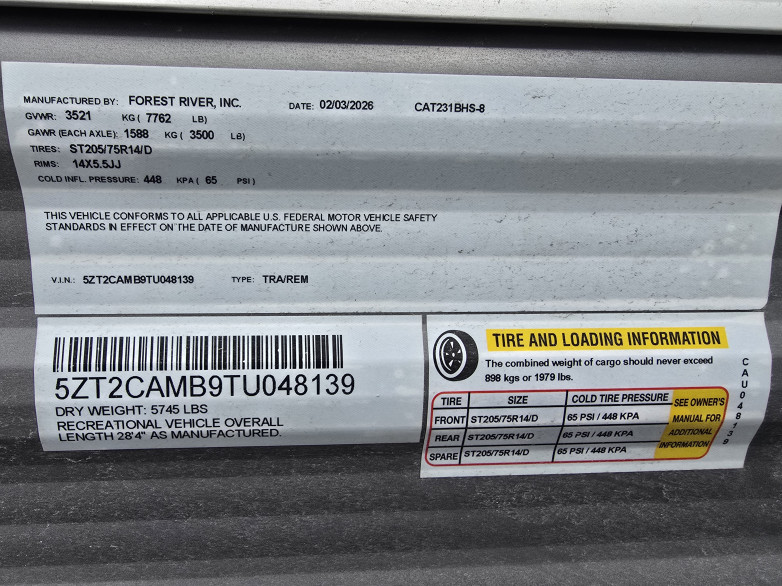 MANUFACTURED BY: FOREST RIVER, INC. DATE: 02/03/2026 CAT231BHS-8
GVWR: 3521 KG( 7762 LB)
GAWR (EACH AXLE): 1588 KG( 3500 LB)
TIRES: ST205/75R14/D
RIMS: 14X5.5JJ
COLD INFL. PRESSURE: 448 KPA( 65 PSI )
THIS VEHICLE CONFORMS TO ALL APPLICABLE U.S. FEDERAL MOTOR VEHICLE SAFETY
STANDARDS IN EFFECT ON THE DATE OF MANUFACTURE SHOWN ABOVE.
V.I.N.: 5ZT2CAMB9TU048139 TYPE: TRA/REM
5ZT2CAMB9TU048139
DRY WEIGHT: 5745 LBS
RECREATIONAL VEHICLE OVERALL
LENGTH 28'4" AS MANUFACTURED.
TIRE AND LOADING INFORMATION
The combined weight of cargo should never exceed
898 kgs or 1979 lbs.
TIRE SIZE COLD TIRE PRESSURE
FRONT ST205/75R14/D 65 PSI / 448 KPA
REAR ST205/75R14/D 65 PSI / 448 KPA
SPARE ST205/75R14/D 65 PSI / 448 KPA
SEE OWNER'S
MANUAL FOR
ADDITIONAL
INFORMATION
CAU048139